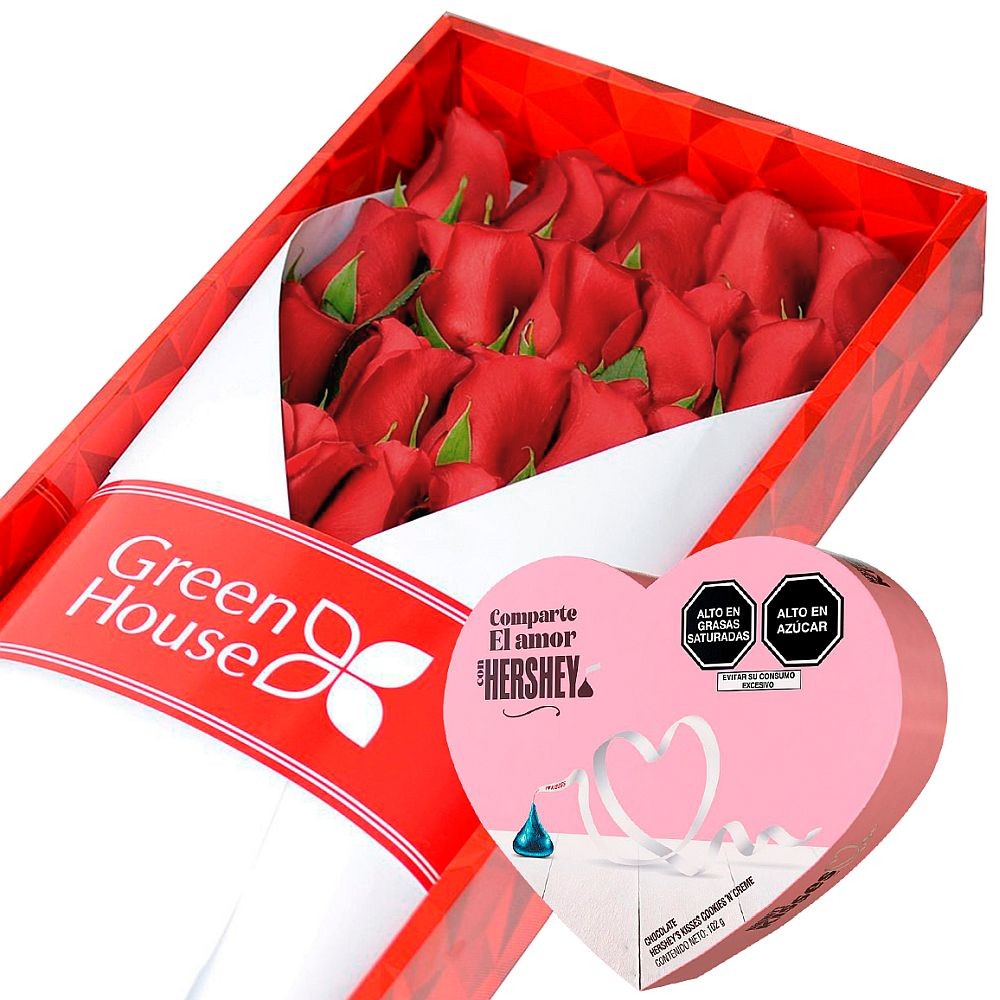 Green
House
Comparte
El amor
con
HERSHEY
ALTO EN
GRASAS
SATURADAS
ALTO EN
AZÚCAR
EVITAR SU CONSUMO
EXCESIVO
KISSES
CHOCOLATE
HERSHEY'S KISSES COOKIES 'N' CREME
CONTENIDO NETO: 102 g